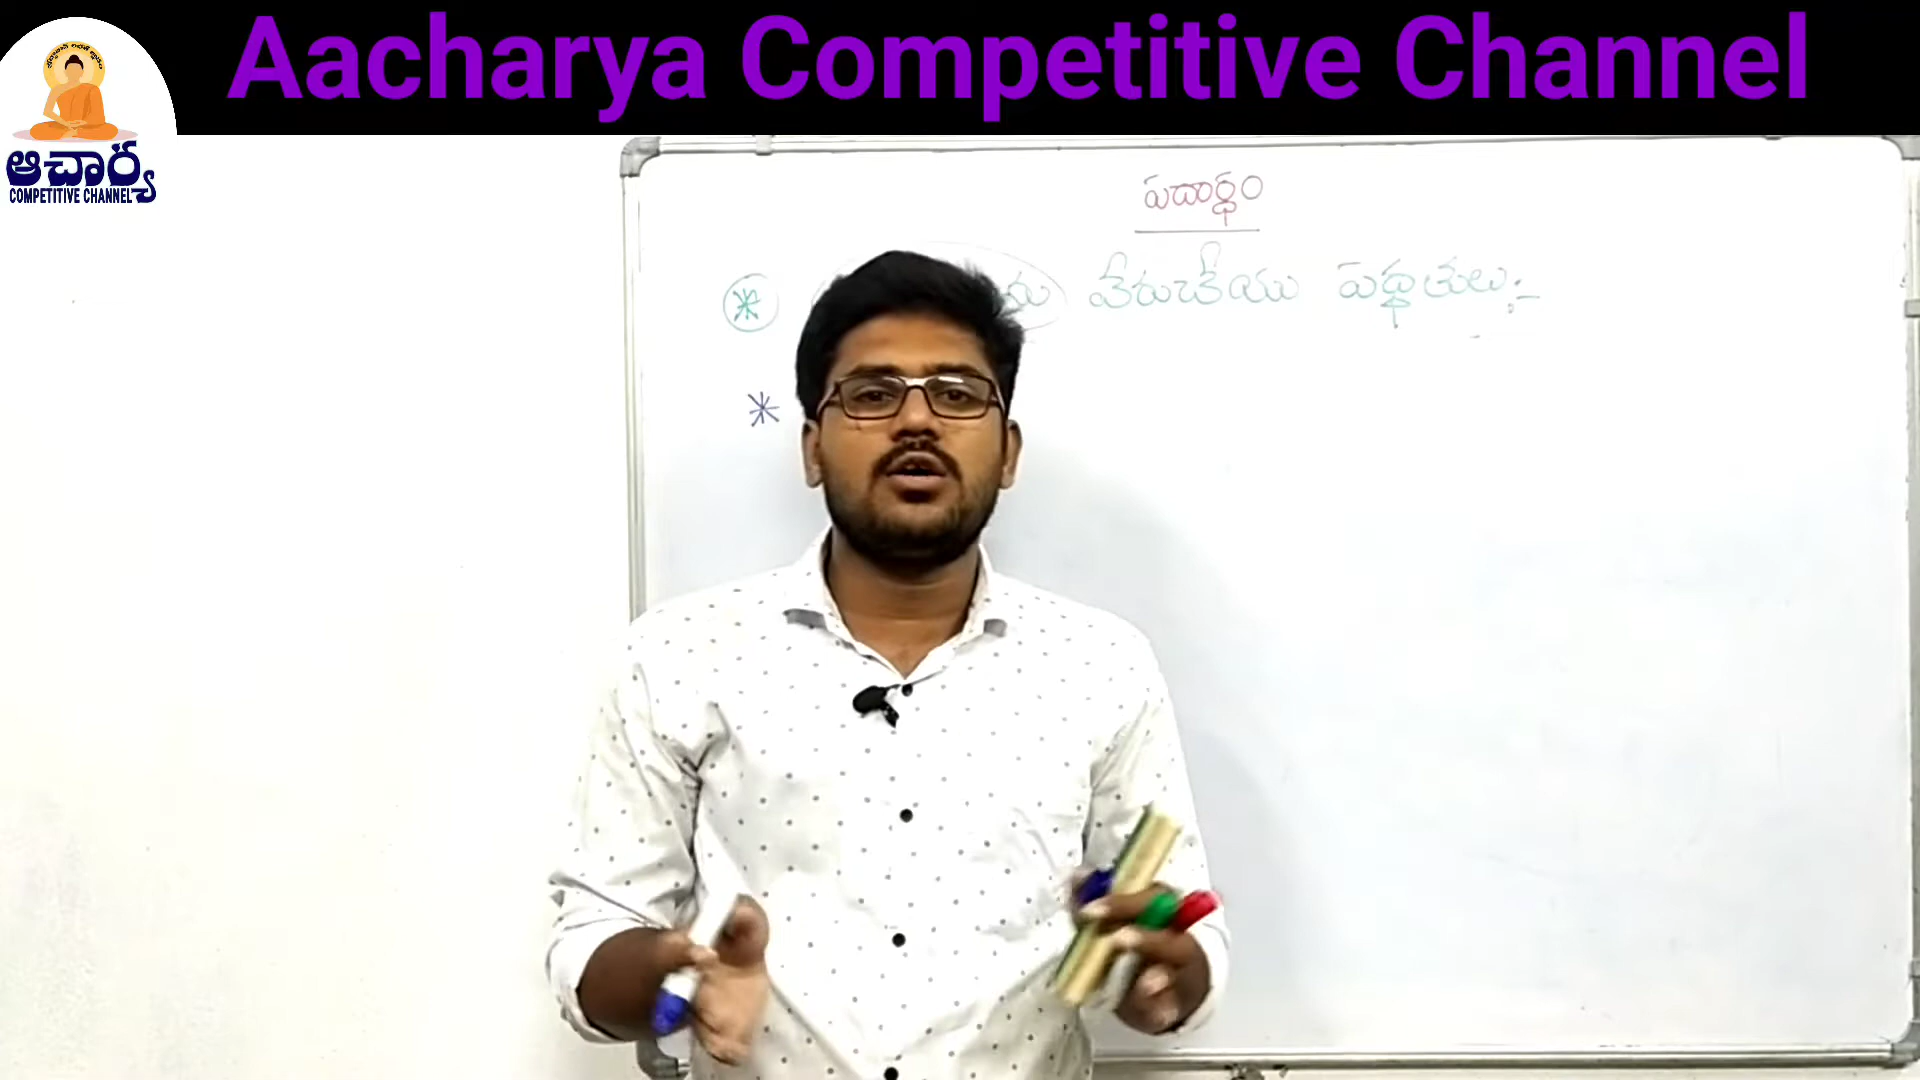 Aacharya Competitive Channel
ఆచార్య
COMPETITIVE CHANNEL
పదార్థం
* వేరుచేయు పద్ధతులు:-
*